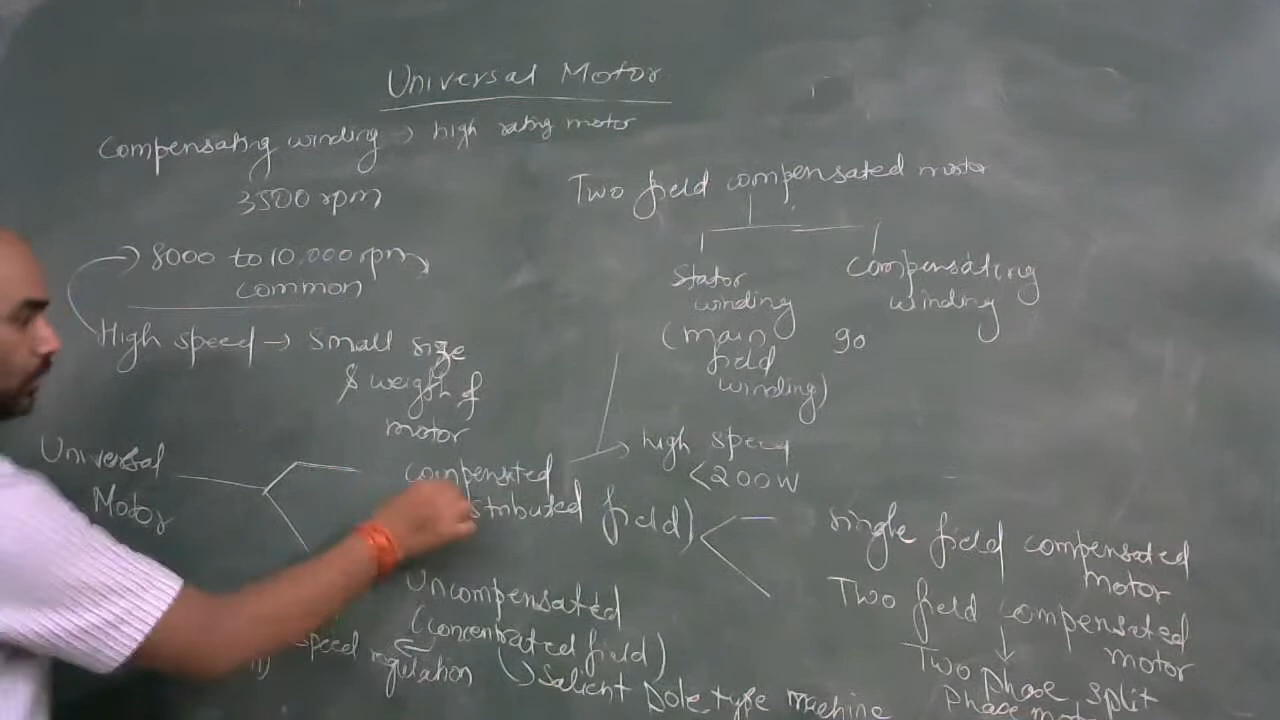 Universal Motor
Compensating winding → high rating motor
3500 rpm
8000 to 10,000 rpm
common
High speed → Small size
& weight of
motor
Two field compensated motor
Stator
winding
(main
field
winding)
90
Compensating
winding
high speed
<200W
Universal
Motor
compensated
stributed field)
Uncompensated
(concentrated field)
Salient pole type machine
speed regulation
single field compensated
motor
Two field compensated
motor
Two phase split
Phase